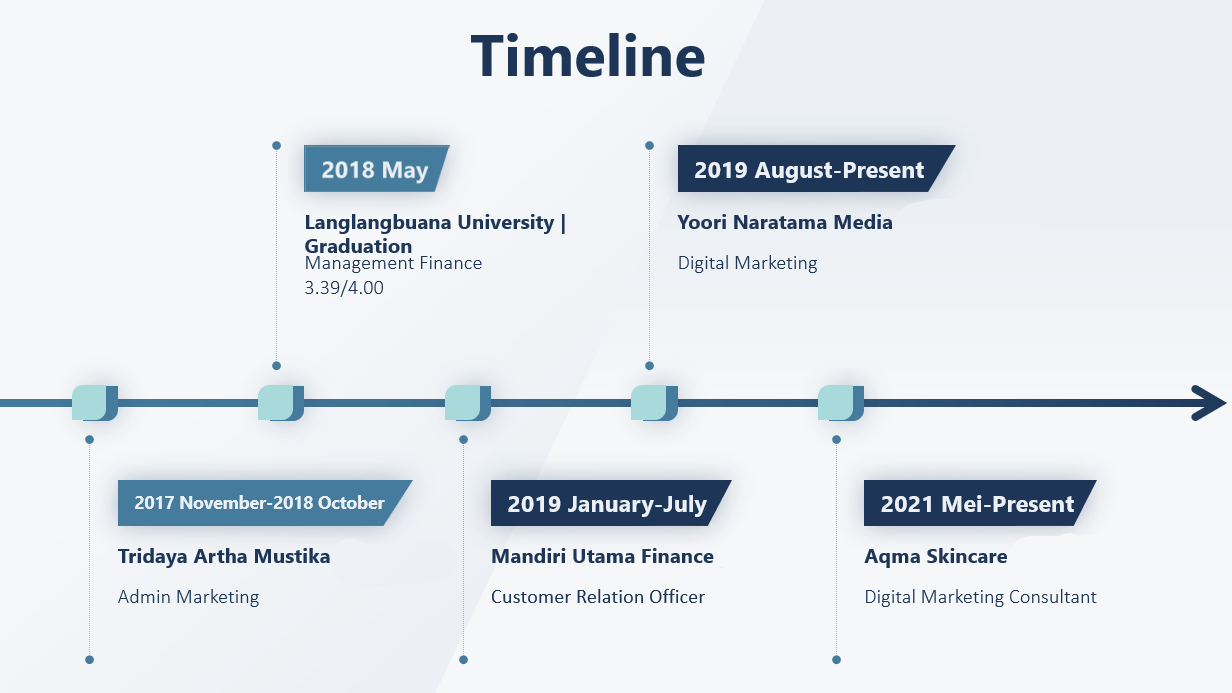 Timeline
2018 May
Langlangbuana University |
Graduation
Management Finance
3.39/4.00
2019 August-Present
Yoori Naratama Media
Digital Marketing
2017 November-2018 October
Tridaya Artha Mustika
Admin Marketing
2019 January-July
Mandiri Utama Finance
Customer Relation Officer
2021 Mei-Present
Aqma Skincare
Digital Marketing Consultant